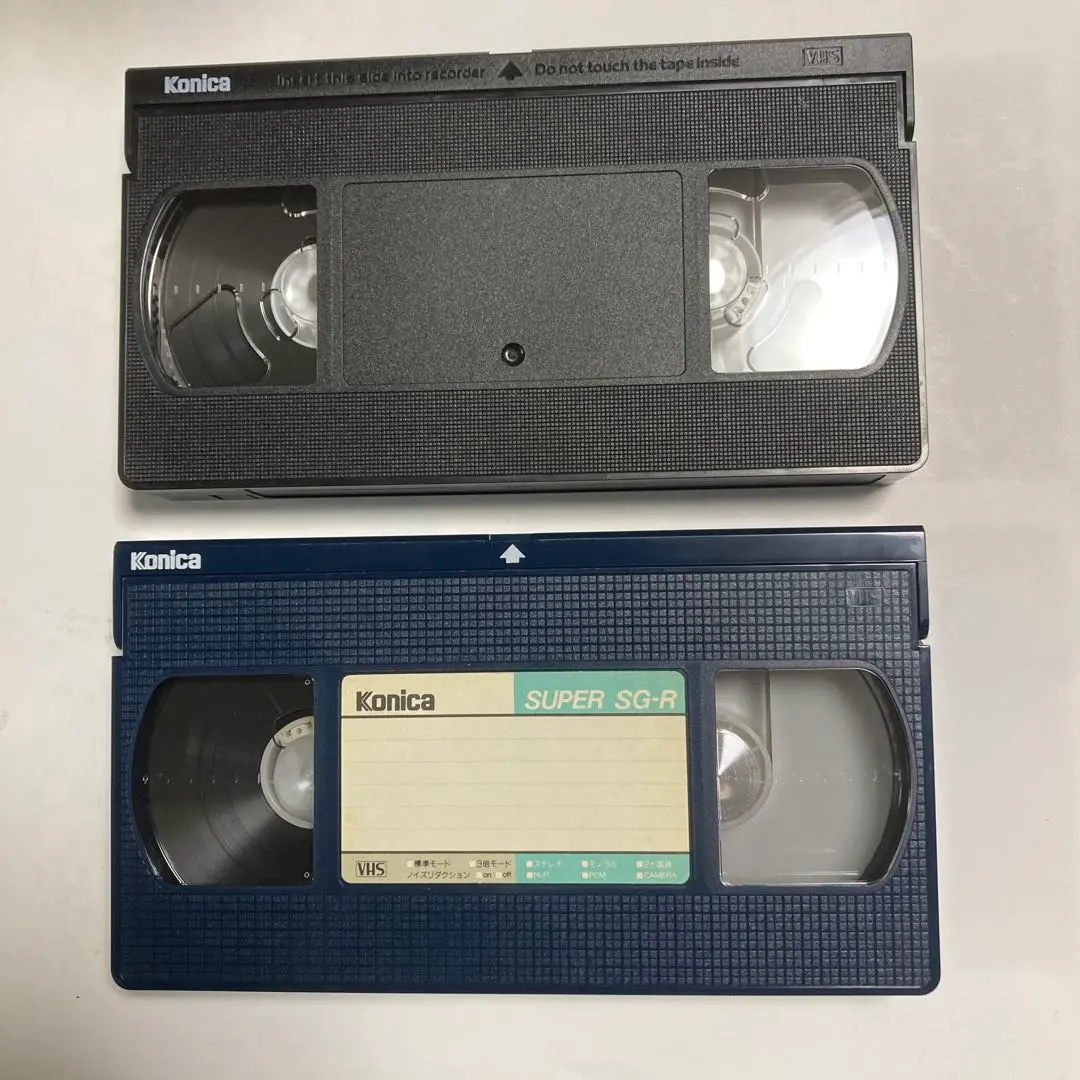 Konica Insert this side into recorder Do not touch the tape inside VHS
Konica
VHS
Konica SUPER SG-R
VHS 標準モード 3倍モード ステレオ モノラル 2ヶ国語
ノイズリダクション on off Hi-Fi PCM CAMERA